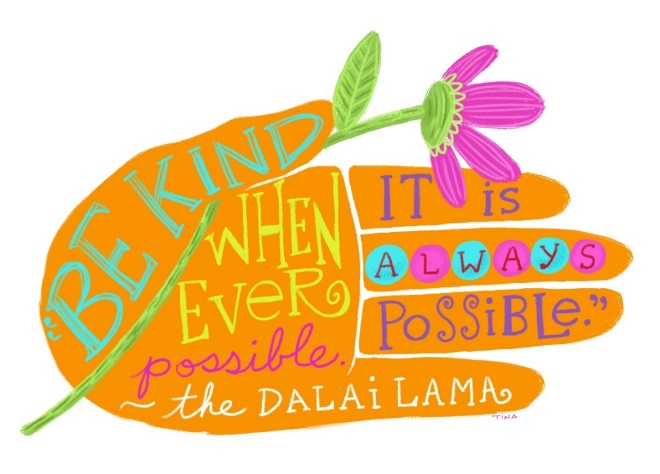 "BE KIND
WHEN
EVER
possible.
IT is
ALWAYS
POSSiBLE."
~ the DALAi LAMA
TINA